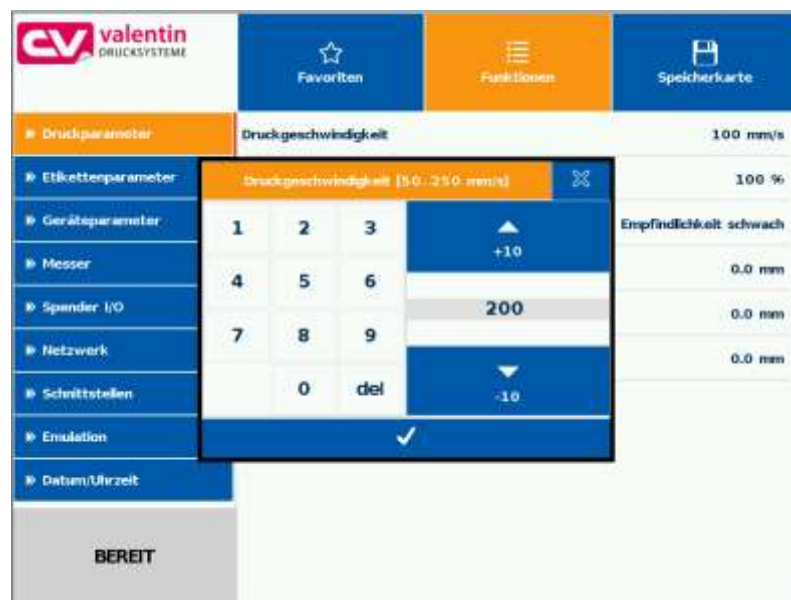 CV valentin
DRUCKSYSTEME
Favoriten
Funktionen
Speicherkarte
Druckparameter
Druckgeschwindigkeit
100 mm/s
Etikettenparameter
Druckgeschwindigkeit [50..250 mm/s]
100 %
Geräteparameter
1 2 3
+10
Empfindlichkeit schwach
Messer
4 5 6
0.0 mm
Spender I/O
200
0.0 mm
Netzwerk
7 8 9
0.0 mm
Schnittstellen
0 del
-10
Emulation
Datum/Uhrzeit
BEREIT